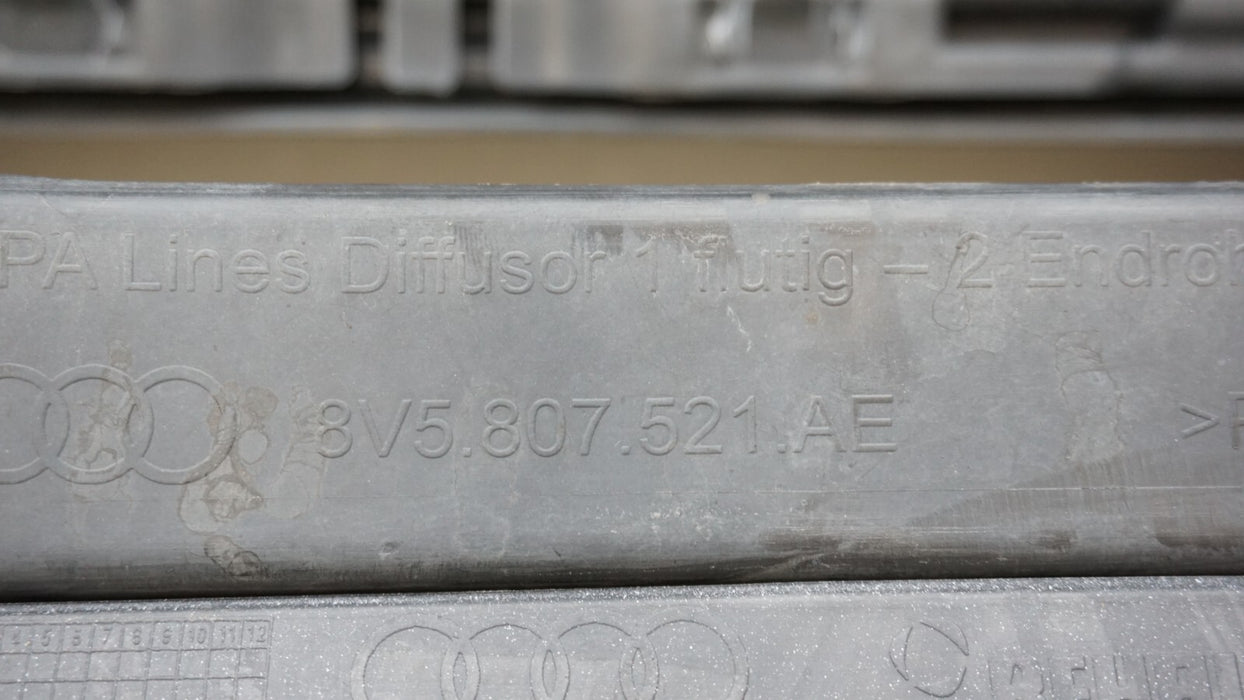 PA Lines Diffusor 1 flutig – 2 Endroh
8V5.807.521.AE >P
4 5 6 7 8 9 10 11 12